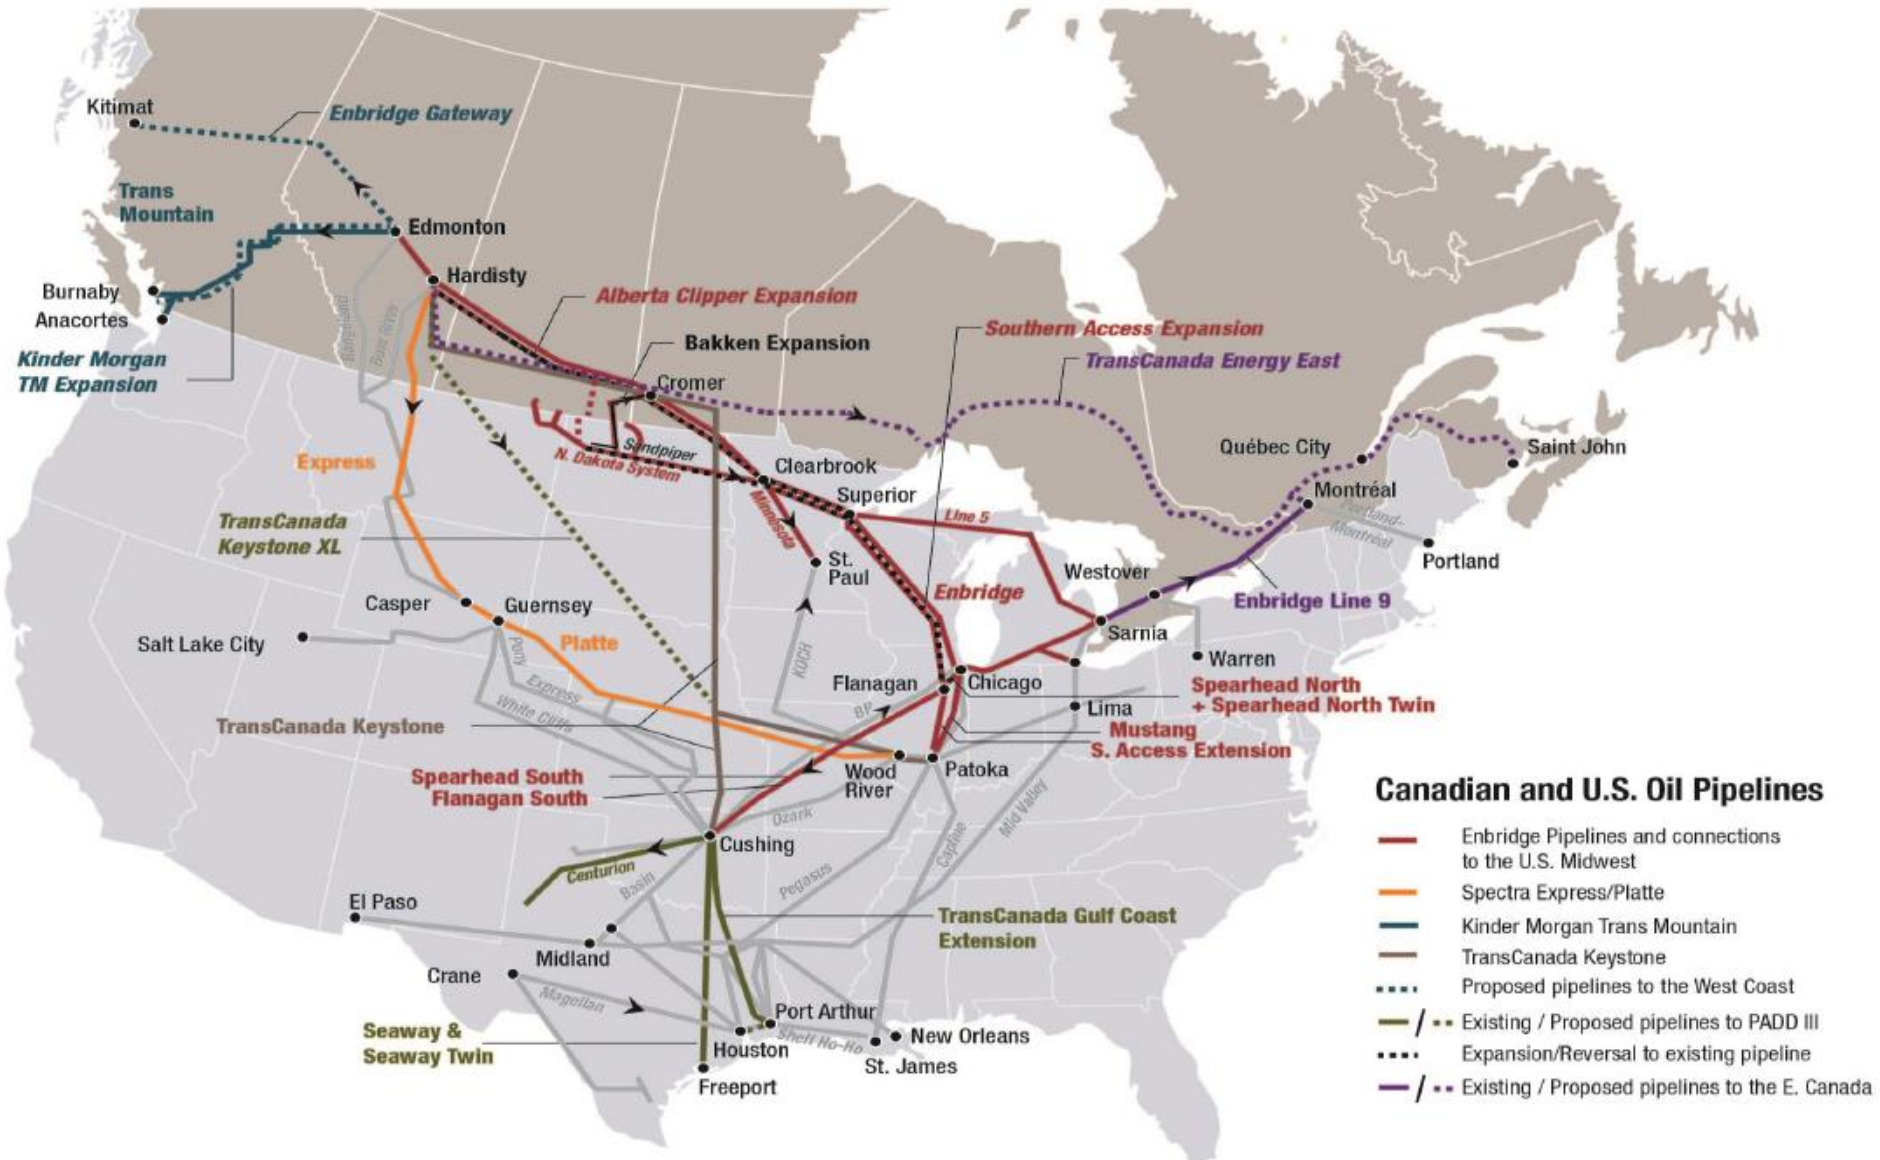 Kitimat
Enbridge Gateway
Trans
Mountain
Edmonton
Hardisty
Burnaby
Anacortes
Kinder Morgan
TM Expansion
Rangeland
Bow River
Alberta Clipper Expansion
Bakken Expansion
Southern Access Expansion
TransCanada Energy East
Cromer
Express
Sandpiper
N. Dakota System
Clearbrook
Superior
Minnesota
Line 5
Québec City
Saint John
Montréal
Portland-
Montréal
Portland
TransCanada
Keystone XL
St.
Paul
Enbridge
Westover
Enbridge Line 9
Casper
Guernsey
Salt Lake City
Platte
Pony
Express
White Cliffs
KOCH
Sarnia
Warren
Flanagan
Chicago
BP
Spearhead North
+ Spearhead North Twin
Lima
Mustang
S. Access Extension
TransCanada Keystone
Spearhead South
Flanagan South
Wood
River
Patoka
Ozark
Mid Valley
Capline
Pegasus
Cushing
Centurion
Basin
El Paso
Midland
Crane
Magellan
TransCanada Gulf Coast
Extension
Seaway &
Seaway Twin
Port Arthur
Houston
Shell Ho-Ho
New Orleans
St. James
Freeport
Canadian and U.S. Oil Pipelines
Enbridge Pipelines and connections
to the U.S. Midwest
Spectra Express/Platte
Kinder Morgan Trans Mountain
TransCanada Keystone
Proposed pipelines to the West Coast
Existing / Proposed pipelines to PADD III
Expansion/Reversal to existing pipeline
Existing / Proposed pipelines to the E. Canada